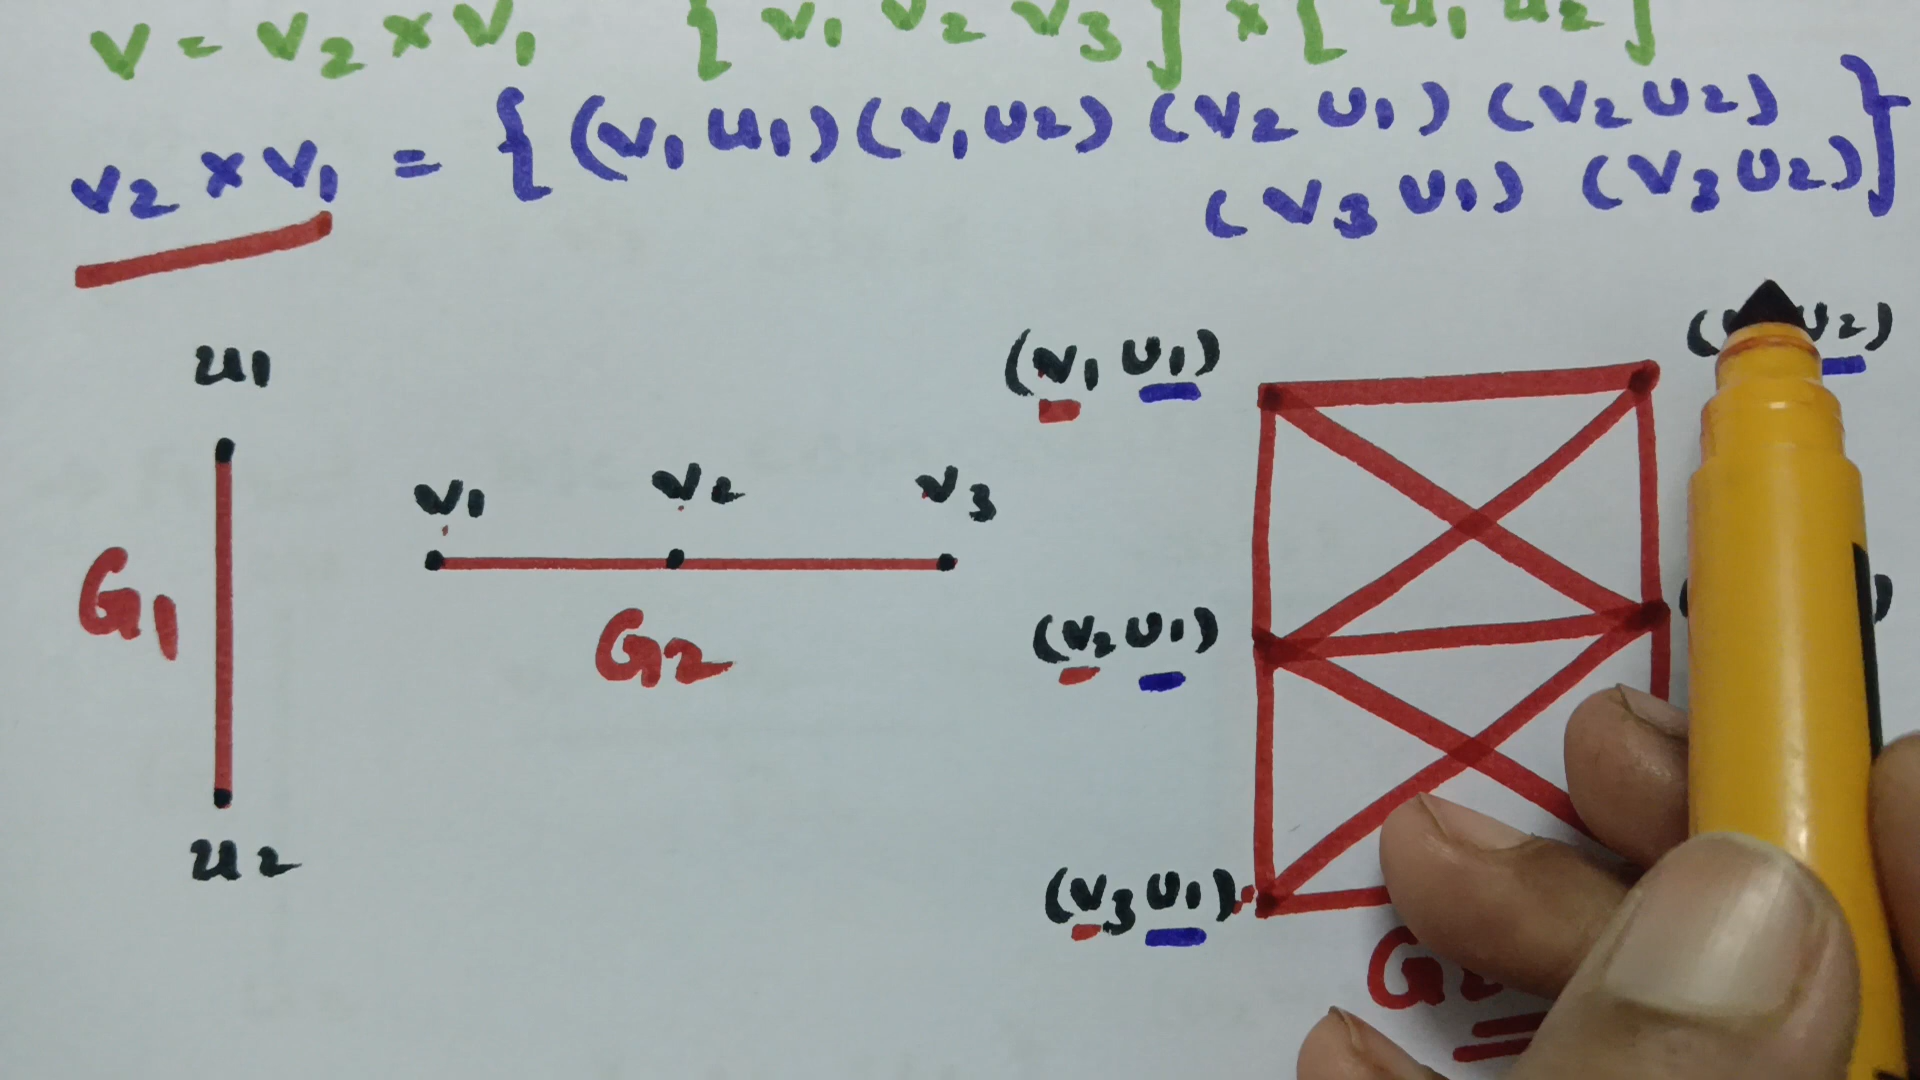 V = V2 × V1 { v1 v2 v3 } × { u1 u2 }
V2 × V1 = { (V1 U1) (V1 U2) (V2 U1) (V2 U2)
(V3 U1) (V3 U2) }
u1
(V1 U1)
U2)
v1 v2 v3
G1
G2
(V2 U1)
u2
(V3 U1)